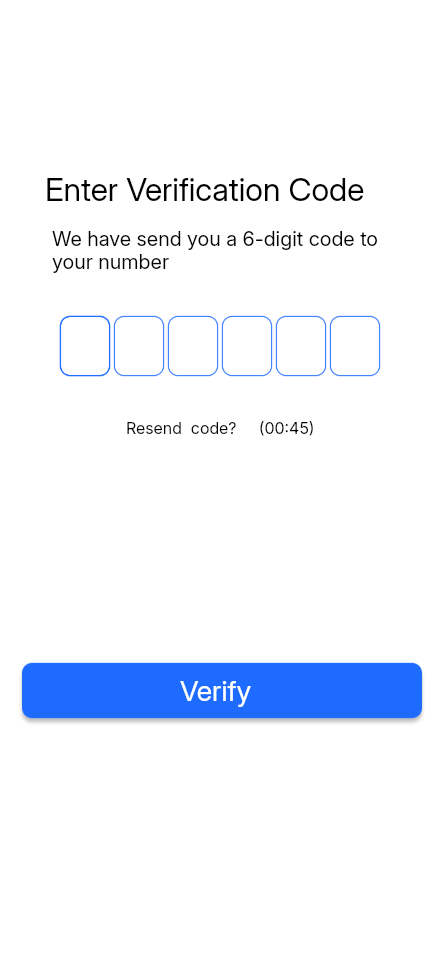 Enter Verification Code
We have send you a 6-digit code to
your number
Resend code? (00:45)
Verify